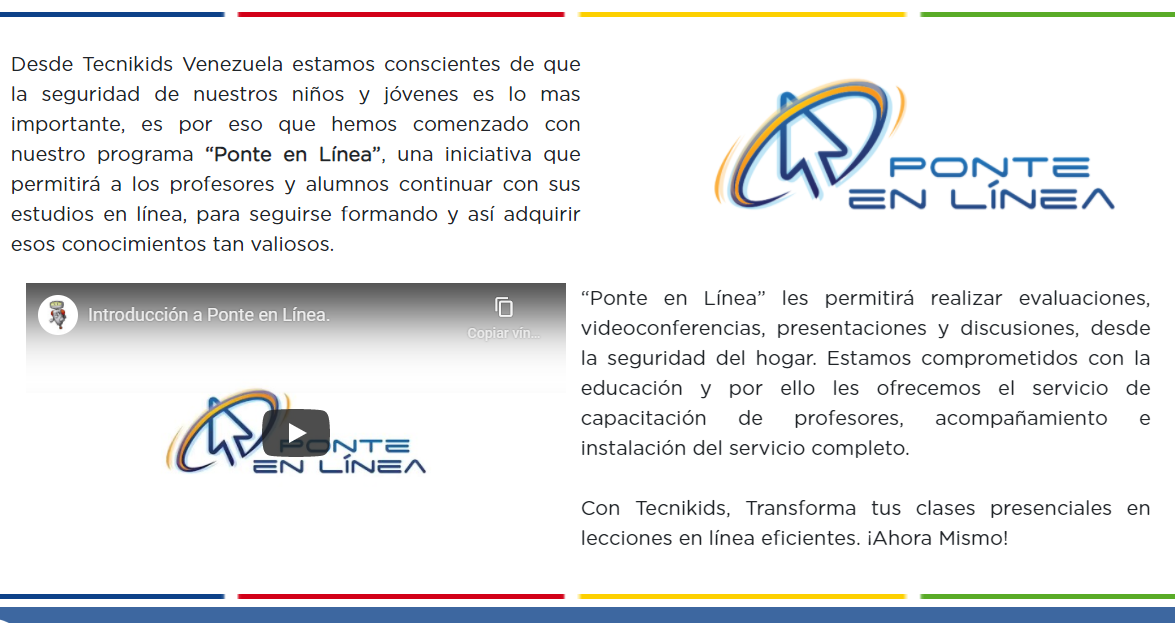 Desde Tecnikids Venezuela estamos conscientes de que
la seguridad de nuestros niños y jóvenes es lo mas
importante, es por eso que hemos comenzado con
nuestro programa “Ponte en Línea”, una iniciativa que
permitirá a los profesores y alumnos continuar con sus
estudios en línea, para seguirse formando y así adquirir
esos conocimientos tan valiosos.
PONTE
EN LÍNEA
Introducción a Ponte en Línea.
Copiar vín...
PONTE
EN LÍNEA
“Ponte en Línea” les permitirá realizar evaluaciones,
videoconferencias, presentaciones y discusiones, desde
la seguridad del hogar. Estamos comprometidos con la
educación y por ello les ofrecemos el servicio de
capacitación de profesores, acompañamiento e
instalación del servicio completo.
Con Tecnikids, Transforma tus clases presenciales en
lecciones en línea eficientes. ¡Ahora Mismo!